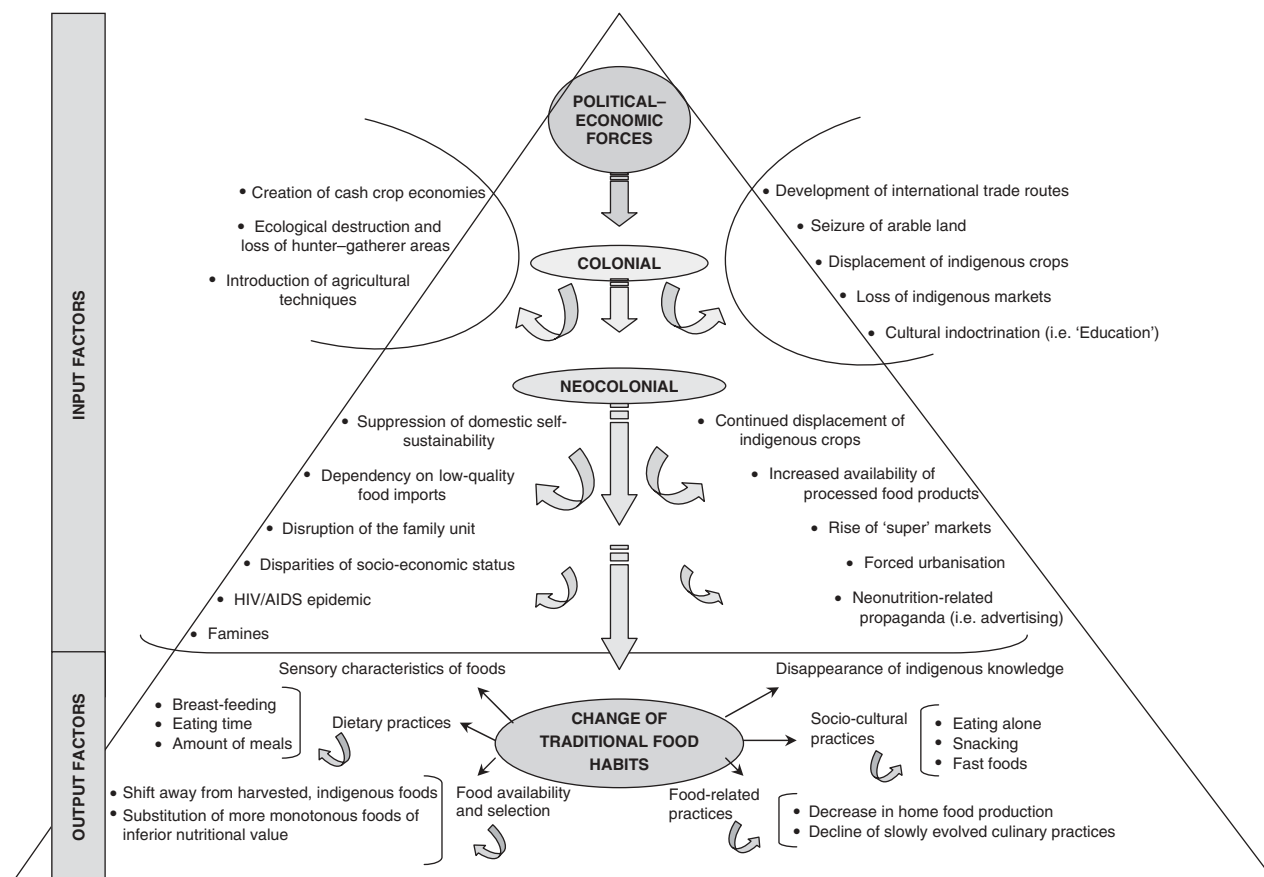 INPUT FACTORS
POLITICAL–
ECONOMIC
FORCES
• Creation of cash crop economies
• Ecological destruction and
loss of hunter–gatherer areas
• Introduction of agricultural
techniques
• Development of international trade routes
• Seizure of arable land
• Displacement of indigenous crops
• Loss of indigenous markets
• Cultural indoctrination (i.e. ‘Education’)
COLONIAL
NEOCOLONIAL
• Suppression of domestic self-
sustainability
• Dependency on low-quality
food imports
• Disruption of the family unit
• Disparities of socio-economic status
• HIV/AIDS epidemic
• Famines
• Continued displacement of
indigenous crops
• Increased availability of
processed food products
• Rise of ‘super’ markets
• Forced urbanisation
• Neonutrition-related
propaganda (i.e. advertising)
OUTPUT FACTORS
CHANGE OF
TRADITIONAL FOOD
HABITS
Sensory characteristics of foods
Dietary practices
• Breast-feeding
• Eating time
• Amount of meals
Food availability
and selection
• Shift away from harvested, indigenous foods
• Substitution of more monotonous foods of
inferior nutritional value
Disappearance of indigenous knowledge
Socio-cultural
practices
• Eating alone
• Snacking
• Fast foods
Food-related
practices
• Decrease in home food production
• Decline of slowly evolved culinary practices